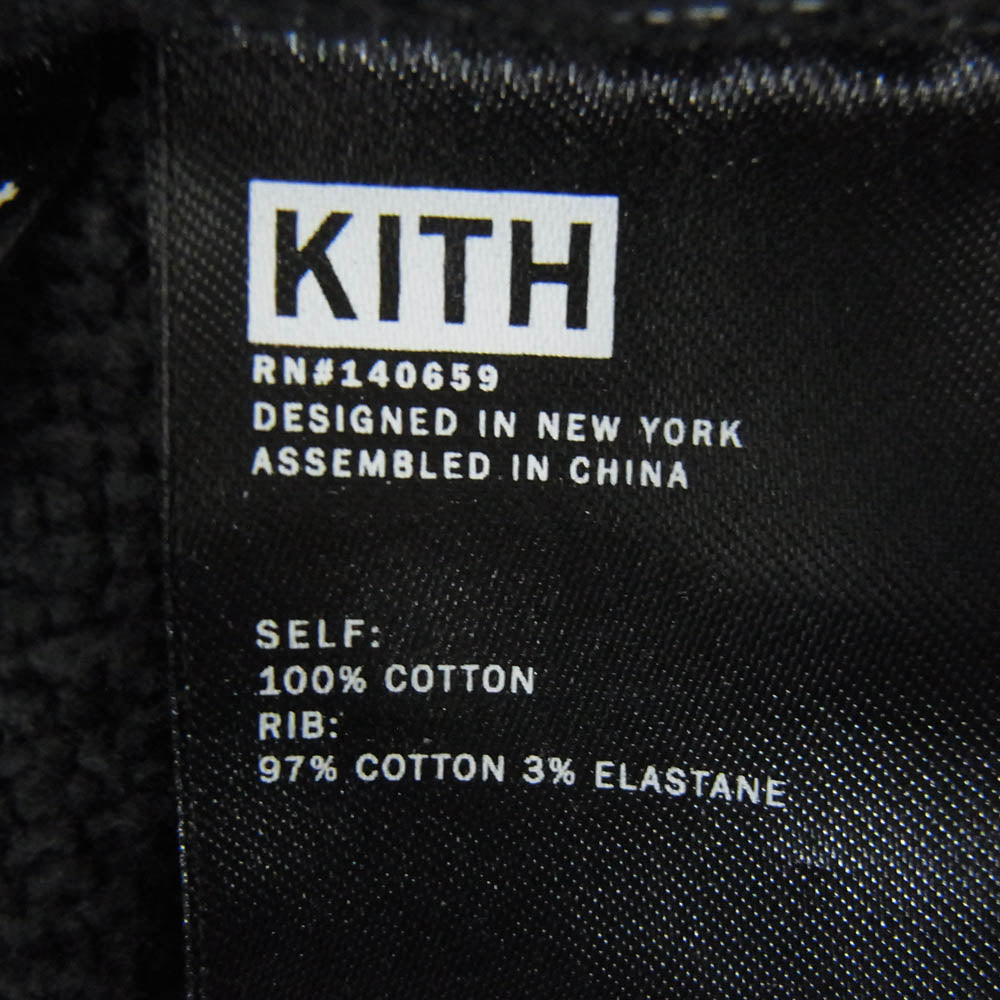 KITH
RN#140659
DESIGNED IN NEW YORK
ASSEMBLED IN CHINA
SELF:
100% COTTON
RIB:
97% COTTON 3% ELASTANE